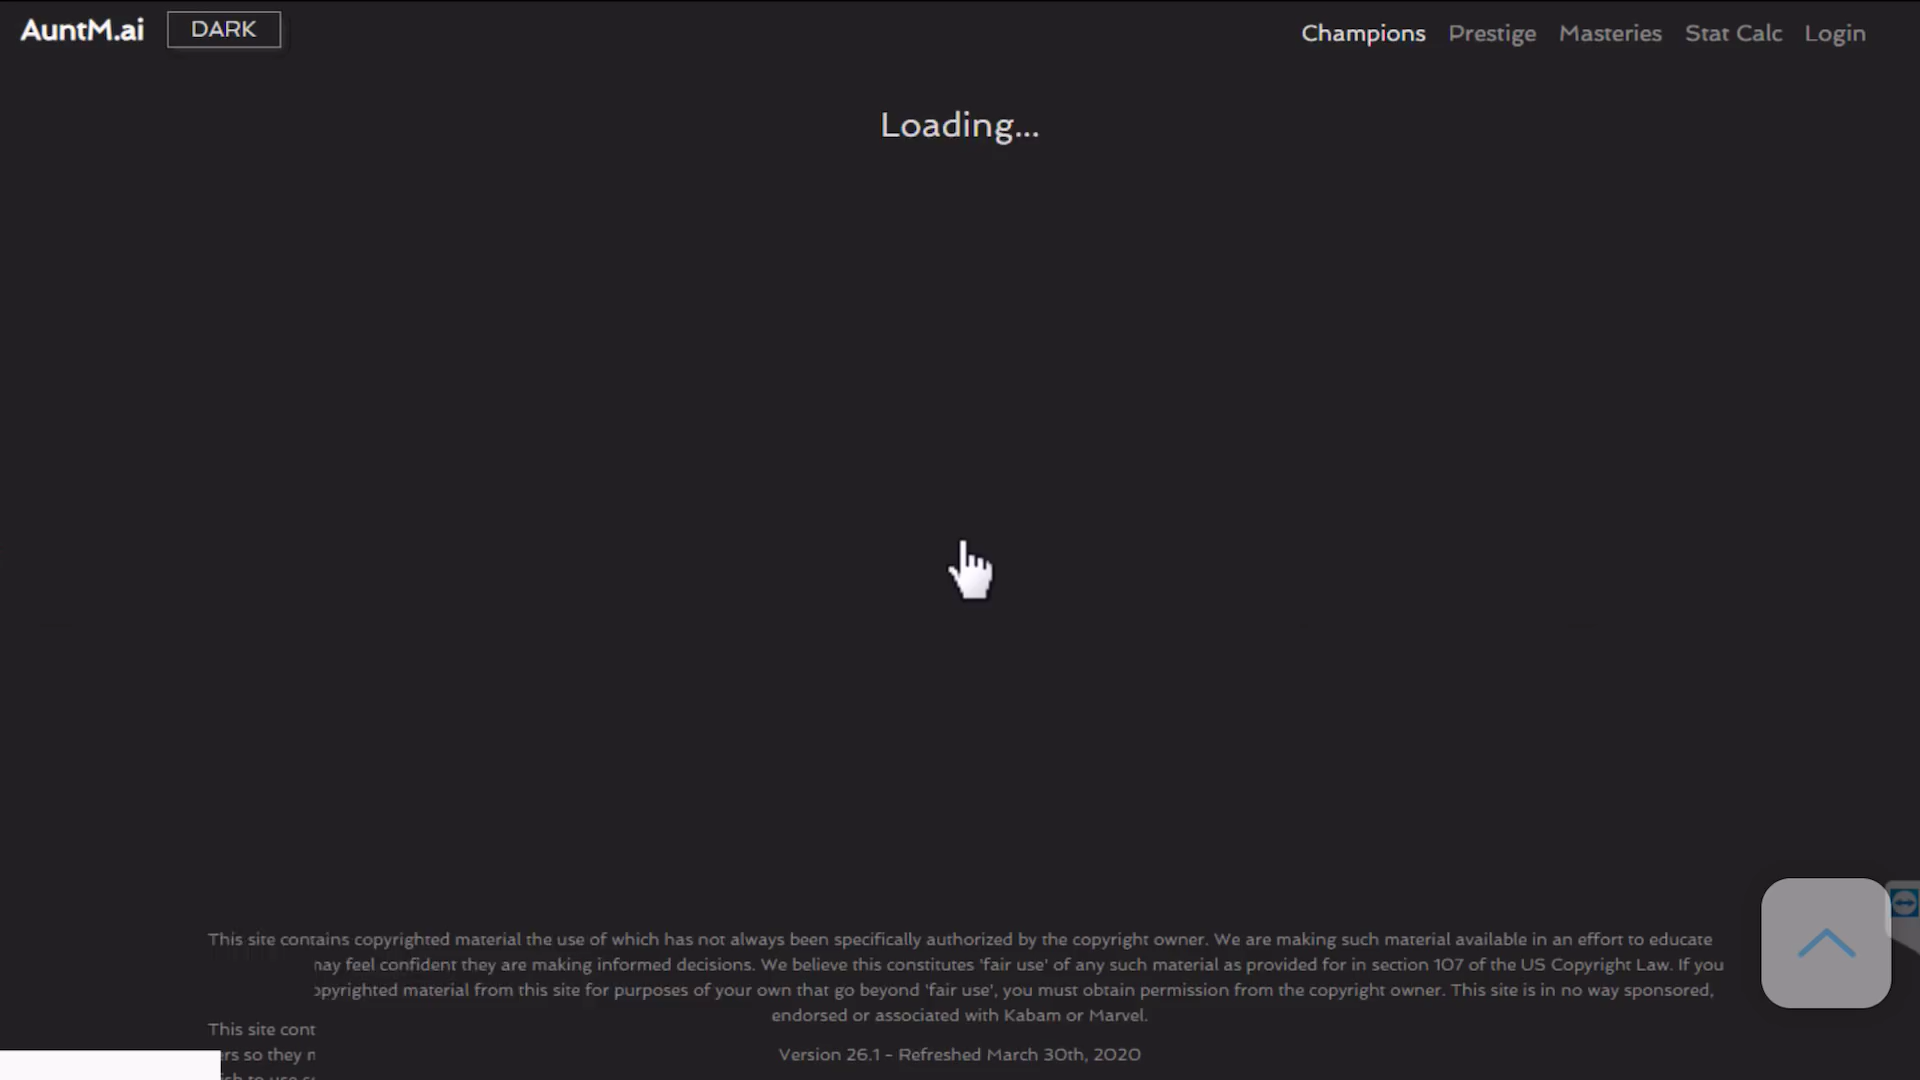 AuntM.ai DARK Champions Prestige Masteries Stat Calc Login
Loading...
This site contains copyrighted material the use of which has not always been specifically authorized by the copyright owner. We are making such material available in an effort to educate
may feel confident they are making informed decisions. We believe this constitutes 'fair use' of any such material as provided for in section 107 of the US Copyright Law. If you
opyrighted material from this site for purposes of your own that go beyond 'fair use', you must obtain permission from the copyright owner. This site is in no way sponsored,
endorsed or associated with Kabam or Marvel.
This site cont
ers so they n
Version 26.1 - Refreshed March 30th, 2020